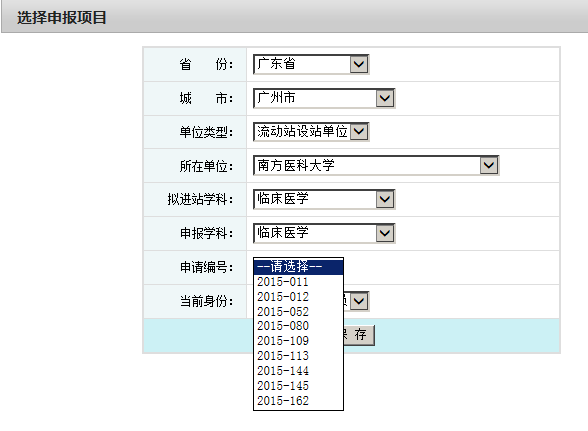 选择申报项目
省 份： 广东省
城 市： 广州市
单位类型： 流动站设站单位
所在单位： 南方医科大学
拟进站学科： 临床医学
申报学科： 临床医学
申请编号： --请选择--
2015-011
2015-012
当前身份：
2015-052
2015-080
保 存
2015-109
2015-113
2015-144
2015-145
2015-162